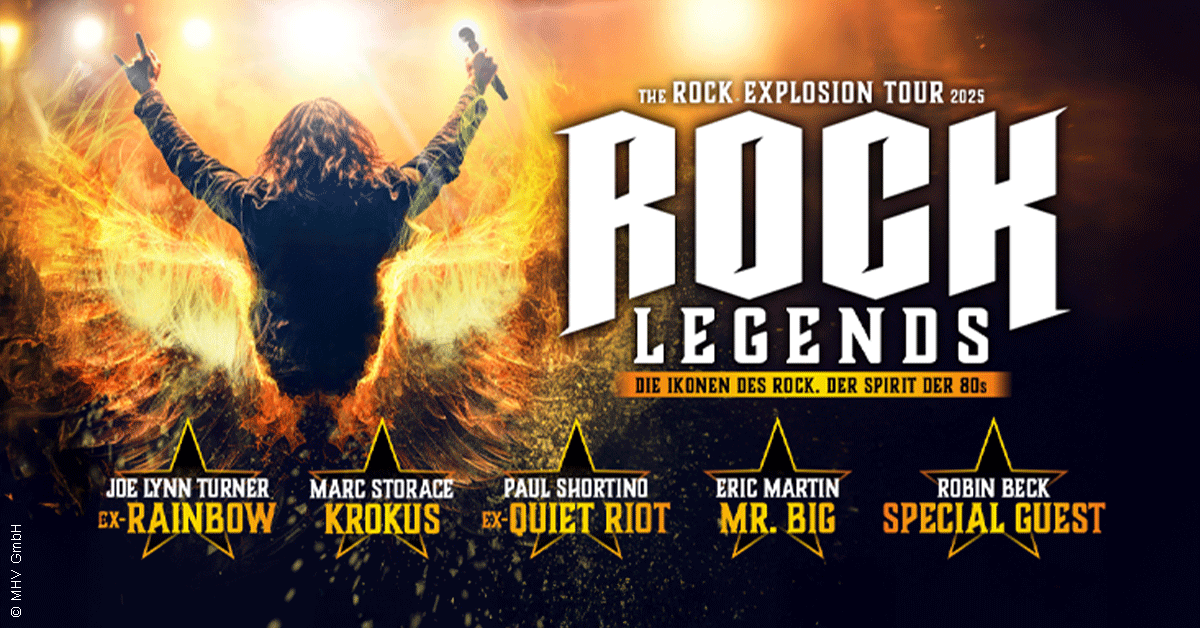 THE ROCK EXPLOSION TOUR 2025
ROCK
LEGENDS
DIE IKONEN DES ROCK. DER SPIRIT DER 80s
JOE LYNN TURNER
EX-RAINBOW
MARC STORACE
KROKUS
PAUL SHORTINO
EX-QUIET RIOT
ERIC MARTIN
MR. BIG
ROBIN BECK
SPECIAL GUEST
© MHV GmbH